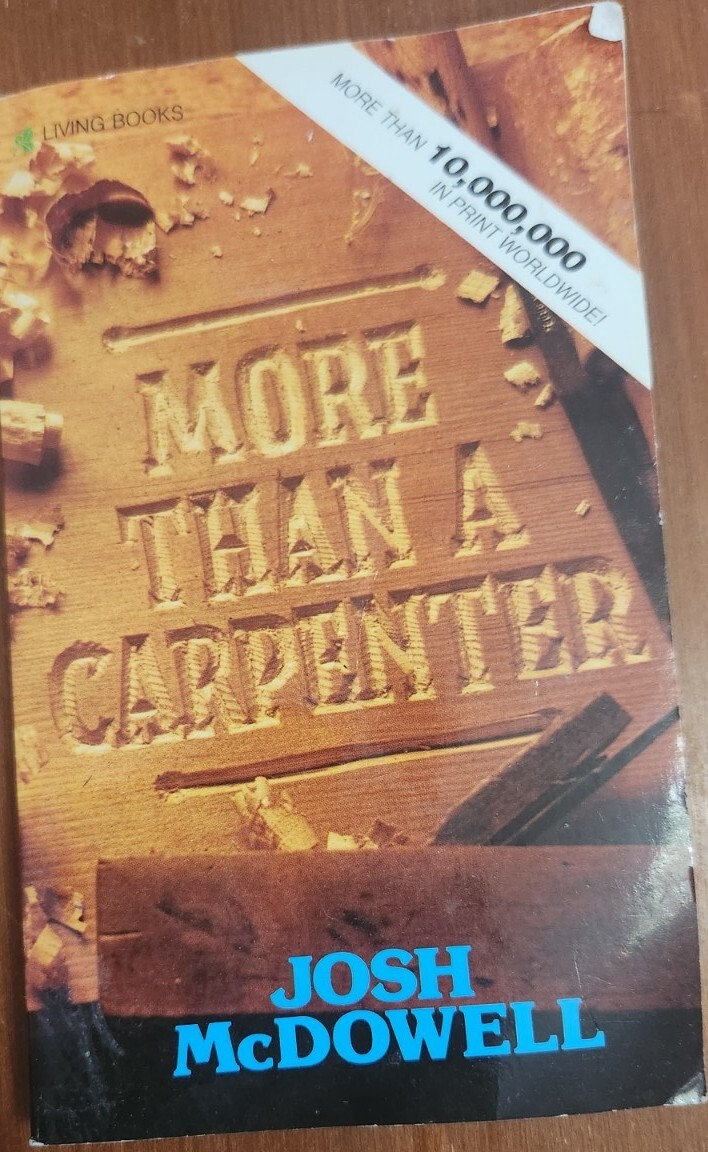 LIVING BOOKS
MORE THAN
10,000,000
IN PRINT WORLDWIDE!
MORE
THAN A
CARPENTER
JOSH
McDOWELL